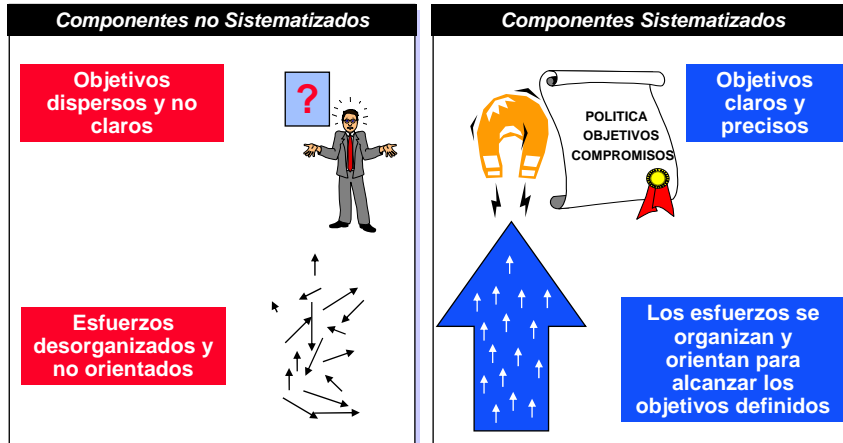 Componentes no Sistematizados
Objetivos
dispersos y no
claros
?
Esfuerzos
desorganizados y
no orientados
Componentes Sistematizados
POLITICA
OBJETIVOS
COMPROMISOS
Objetivos
claros y
precisos
Los esfuerzos se
organizan y
orientan para
alcanzar los
objetivos definidos